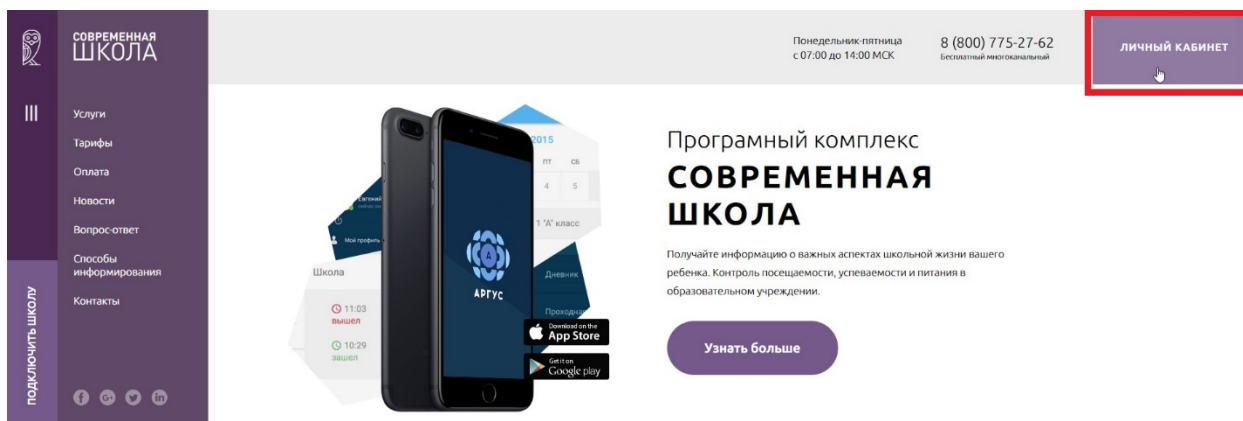 СОВРЕМЕННАЯ
ШКОЛА
Услуги
Тарифы
Оплата
Новости
Вопрос-ответ
Способы
информирования
Контакты
ПОДКЛЮЧИТЬ ШКОЛУ
Понедельник-пятница
с 07:00 до 14:00 МСК
8 (800) 775-27-62
Бесплатный многоканальный
ЛИЧНЫЙ КАБИНЕТ
2015
ПТ СБ
4 5
1 "А" класс
Евгений
Мой профиль
Школа
11:03
вышел
10:29
зашел
Дневник
Проходная
А
АРГУС
Download on the
App Store
Get it on
Google play
Програмный комплекс
СОВРЕМЕННАЯ
ШКОЛА
Получайте информацию о важных аспектах школьной жизни вашего
ребенка. Контроль посещаемости, успеваемости и питания в
образовательном учреждении.
Узнать больше